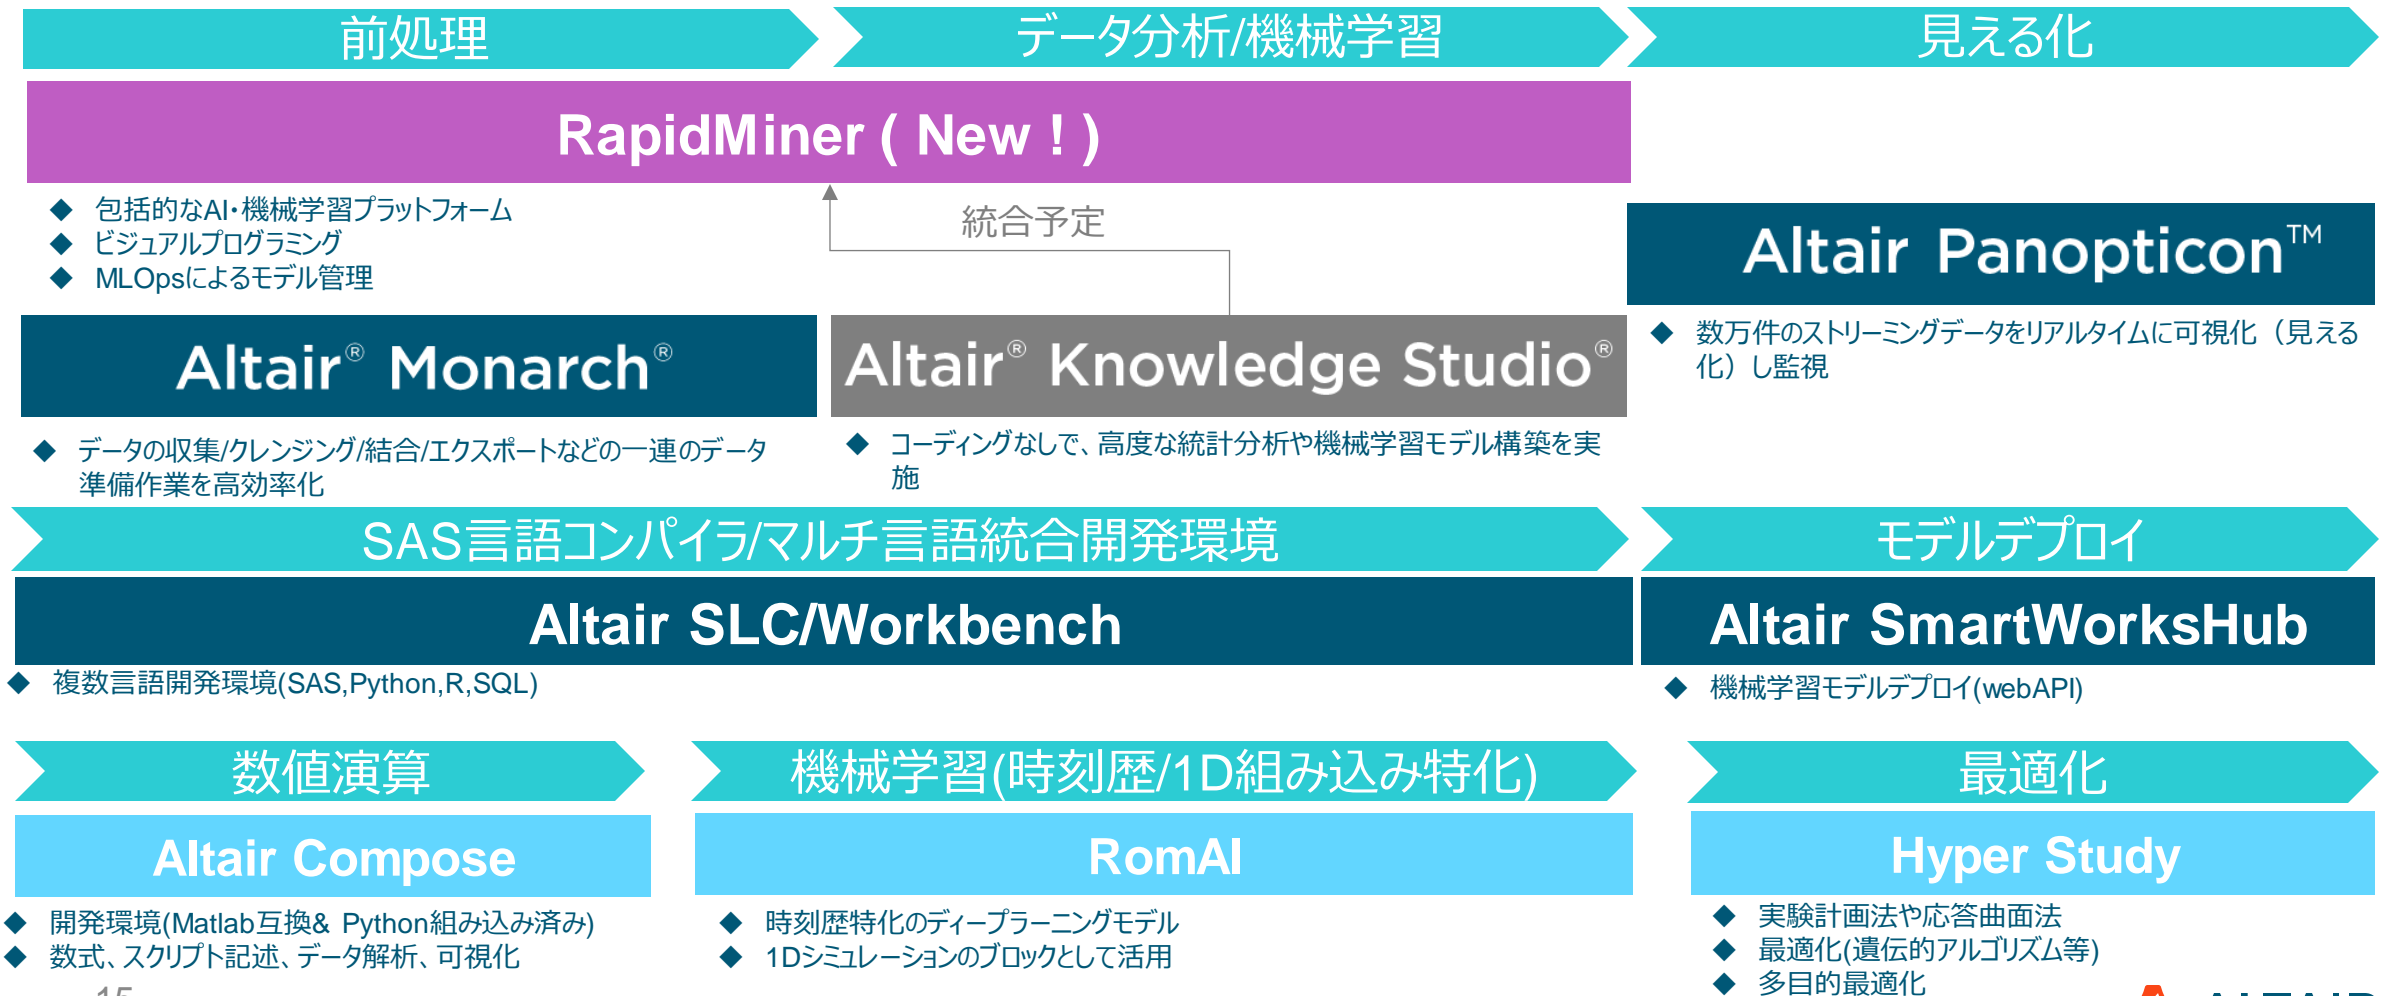 前処理
データ分析/機械学習
見える化
RapidMiner ( New ! )
◆ 包括的なAI・機械学習プラットフォーム
◆ ビジュアルプログラミング
◆ MLOpsによるモデル管理
統合予定
Altair Panopticon™
◆ 数万件のストリーミングデータをリアルタイムに可視化（見える
化）し監視
Altair® Monarch®
Altair® Knowledge Studio®
◆ データの収集/クレンジング/結合/エクスポートなどの一連のデータ
準備作業を高効率化
◆ コーディングなしで、高度な統計分析や機械学習モデル構築を実
施
SAS言語コンパイラ/マルチ言語統合開発環境
モデルデプロイ
Altair SLC/Workbench
Altair SmartWorksHub
◆ 複数言語開発環境(SAS,Python,R,SQL)
◆ 機械学習モデルデプロイ(webAPI)
数値演算
機械学習(時刻歴/1D組み込み特化)
最適化
Altair Compose
RomAI
Hyper Study
◆ 開発環境(Matlab互換& Python組み込み済み)
◆ 数式、スクリプト記述、データ解析、可視化
◆ 時刻歴特化のディープラーニングモデル
◆ 1Dシミュレーションのブロックとして活用
◆ 実験計画法や応答曲面法
◆ 最適化(遺伝的アルゴリズム等)
◆ 多目的最適化
15
ALTAIR